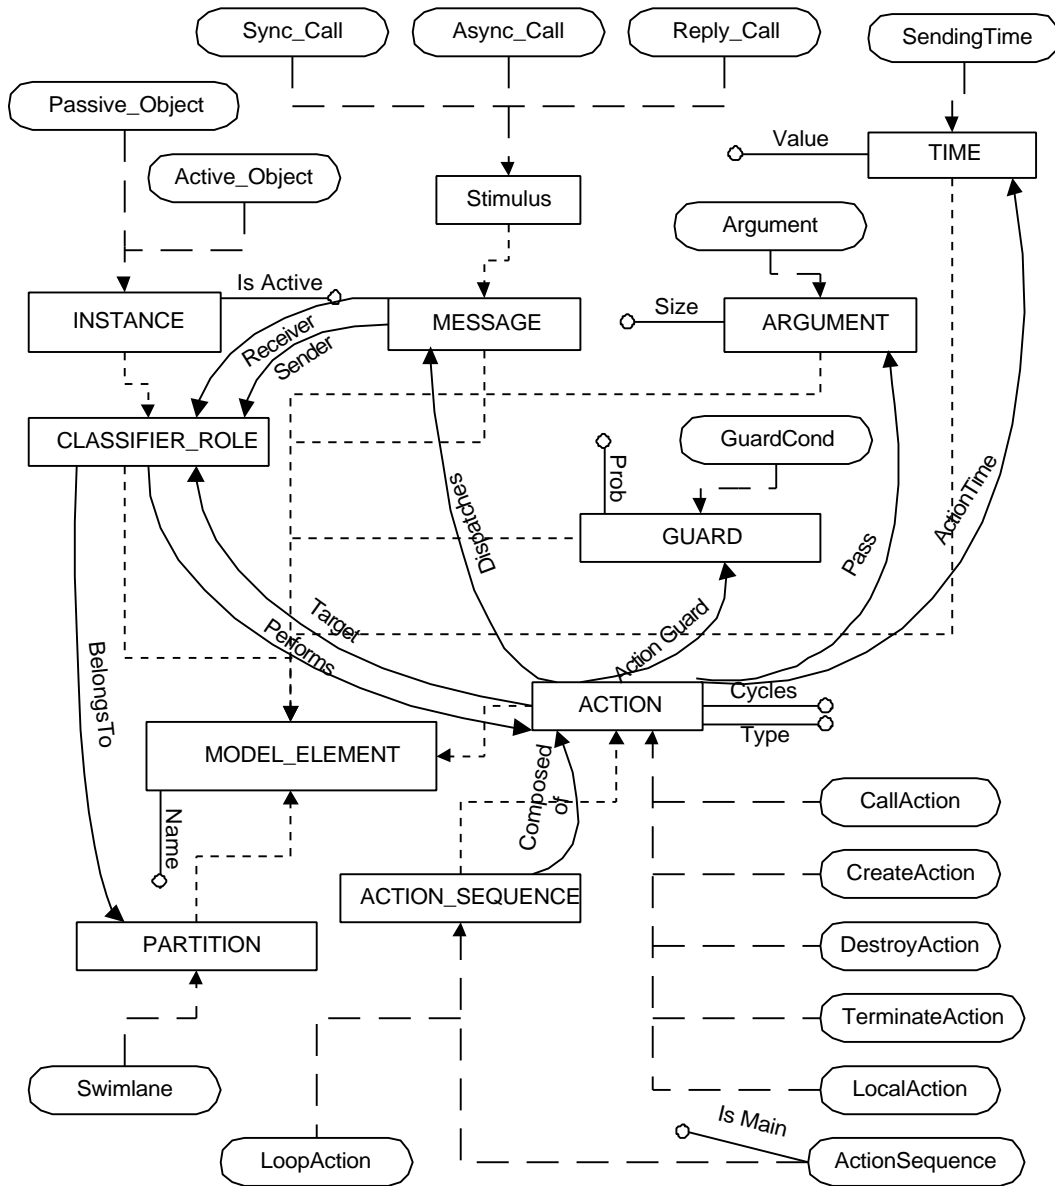 Sync_Call
Async_Call
Reply_Call
SendingTime
Passive_Object
Value
TIME
Active_Object
Stimulus
Argument
Is Active
INSTANCE
MESSAGE
Size
ARGUMENT
Receiver
Sender
CLASSIFIER_ROLE
GuardCond
Prob
Dispatches
GUARD
Pass
ActionTime
Target
Performs
Action Guard
BelongsTo
ACTION
Cycles
Type
MODEL_ELEMENT
Name
Composed
of
CallAction
ACTION_SEQUENCE
CreateAction
PARTITION
DestroyAction
TerminateAction
Swimlane
LocalAction
Is Main
LoopAction
ActionSequence